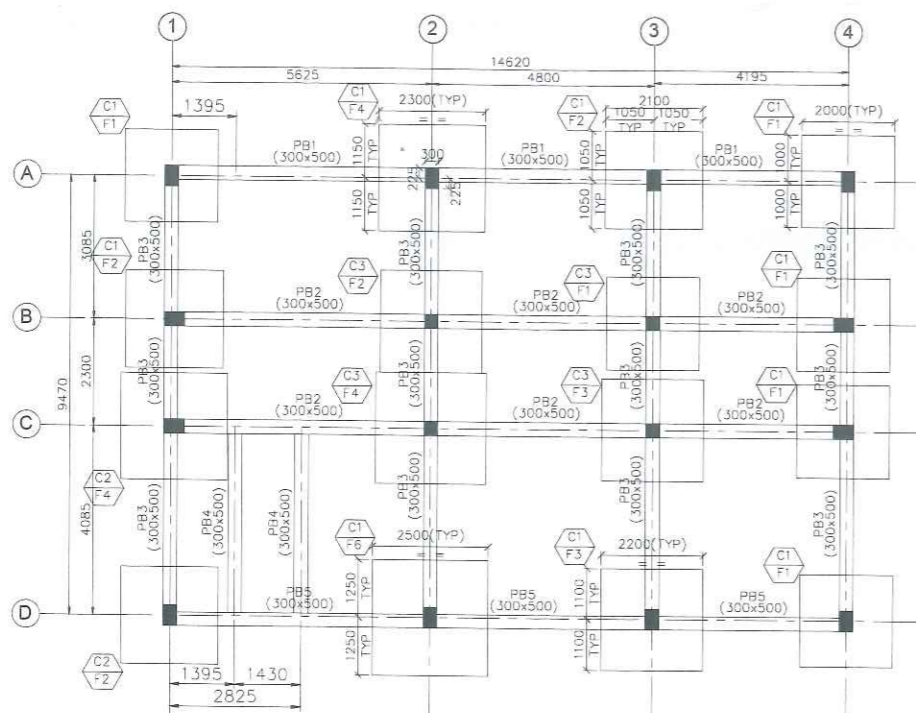 1
2
3
4
14620
5625
4800
4195
C1
F1
1395
C1
F4
2300(TYP)
= =
C1
F2
2100
1050
1050
TYP
TYP
C1
F1
2000(TYP)
= =
A
PB1
(300x500)
1150
TYP
300
225
225
1150
TYP
PB1
(300x500)
1050
TYP
1050
TYP
PB1
(300x500)
1000
TYP
1000
TYP
3085
C1
F2
PB3
(300x500)
C3
F2
PB3
(300x500)
C3
F1
PB3
(300x500)
C1
F1
PB3
(300x500)
B
PB2
(300x500)
PB2
(300x500)
PB2
(300x500)
9470
2300
PB3
(300x500)
C3
F4
PB3
(300x500)
C3
F3
PB3
(300x500)
C1
F1
PB3
(300x500)
C
PB2
(300x500)
PB2
(300x500)
PB2
(300x500)
4085
C2
F4
PB3
(300x500)
PB4
(300x500)
PB4
(300x500)
PB3
(300x500)
PB3
(300x500)
PB3
(300x500)
C1
F6
2500(TYP)
= =
C1
F3
2200(TYP)
= =
C1
F1
D
PB5
(300x500)
1250
TYP
1250
TYP
PB5
(300x500)
1100
TYP
1100
TYP
PB5
(300x500)
C2
F2
1395
1430
2825